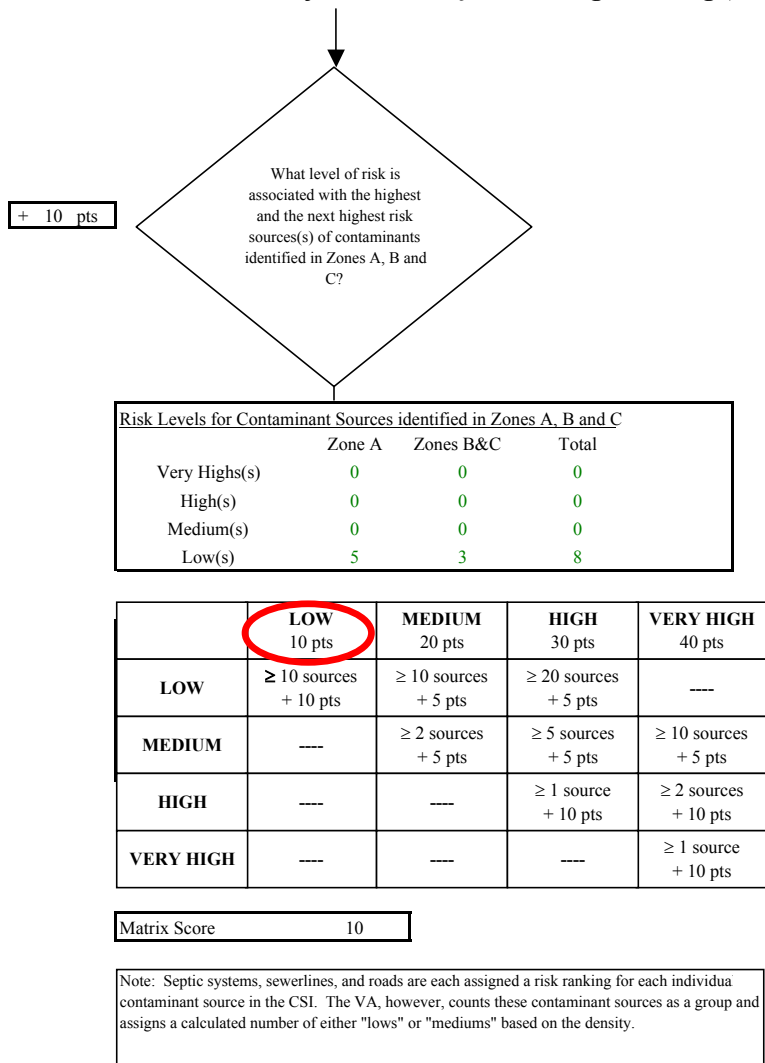 What level of risk is
associated with the highest
and the next highest risk
sources(s) of contaminants
identified in Zones A, B and
C?
+ 10 pts
Risk Levels for Contaminant Sources identified in Zones A, B and C
Zone A Zones B&C Total
Very Highs(s) 0 0 0
High(s) 0 0 0
Medium(s) 0 0 0
Low(s) 5 3 8
LOW MEDIUM HIGH VERY HIGH
10 pts 20 pts 30 pts 40 pts
LOW ≥ 10 sources + 10 pts ≥ 10 sources + 5 pts ≥ 20 sources + 5 pts ----
MEDIUM ---- ≥ 2 sources + 5 pts ≥ 5 sources + 5 pts ≥ 10 sources + 5 pts
HIGH ---- ---- ≥ 1 source + 10 pts ≥ 2 sources + 10 pts
VERY HIGH ---- ---- ---- ≥ 1 source + 10 pts
Matrix Score 10
Note: Septic systems, sewerlines, and roads are each assigned a risk ranking for each individua
contaminant source in the CSI. The VA, however, counts these contaminant sources as a group and
assigns a calculated number of either "lows" or "mediums" based on the density.